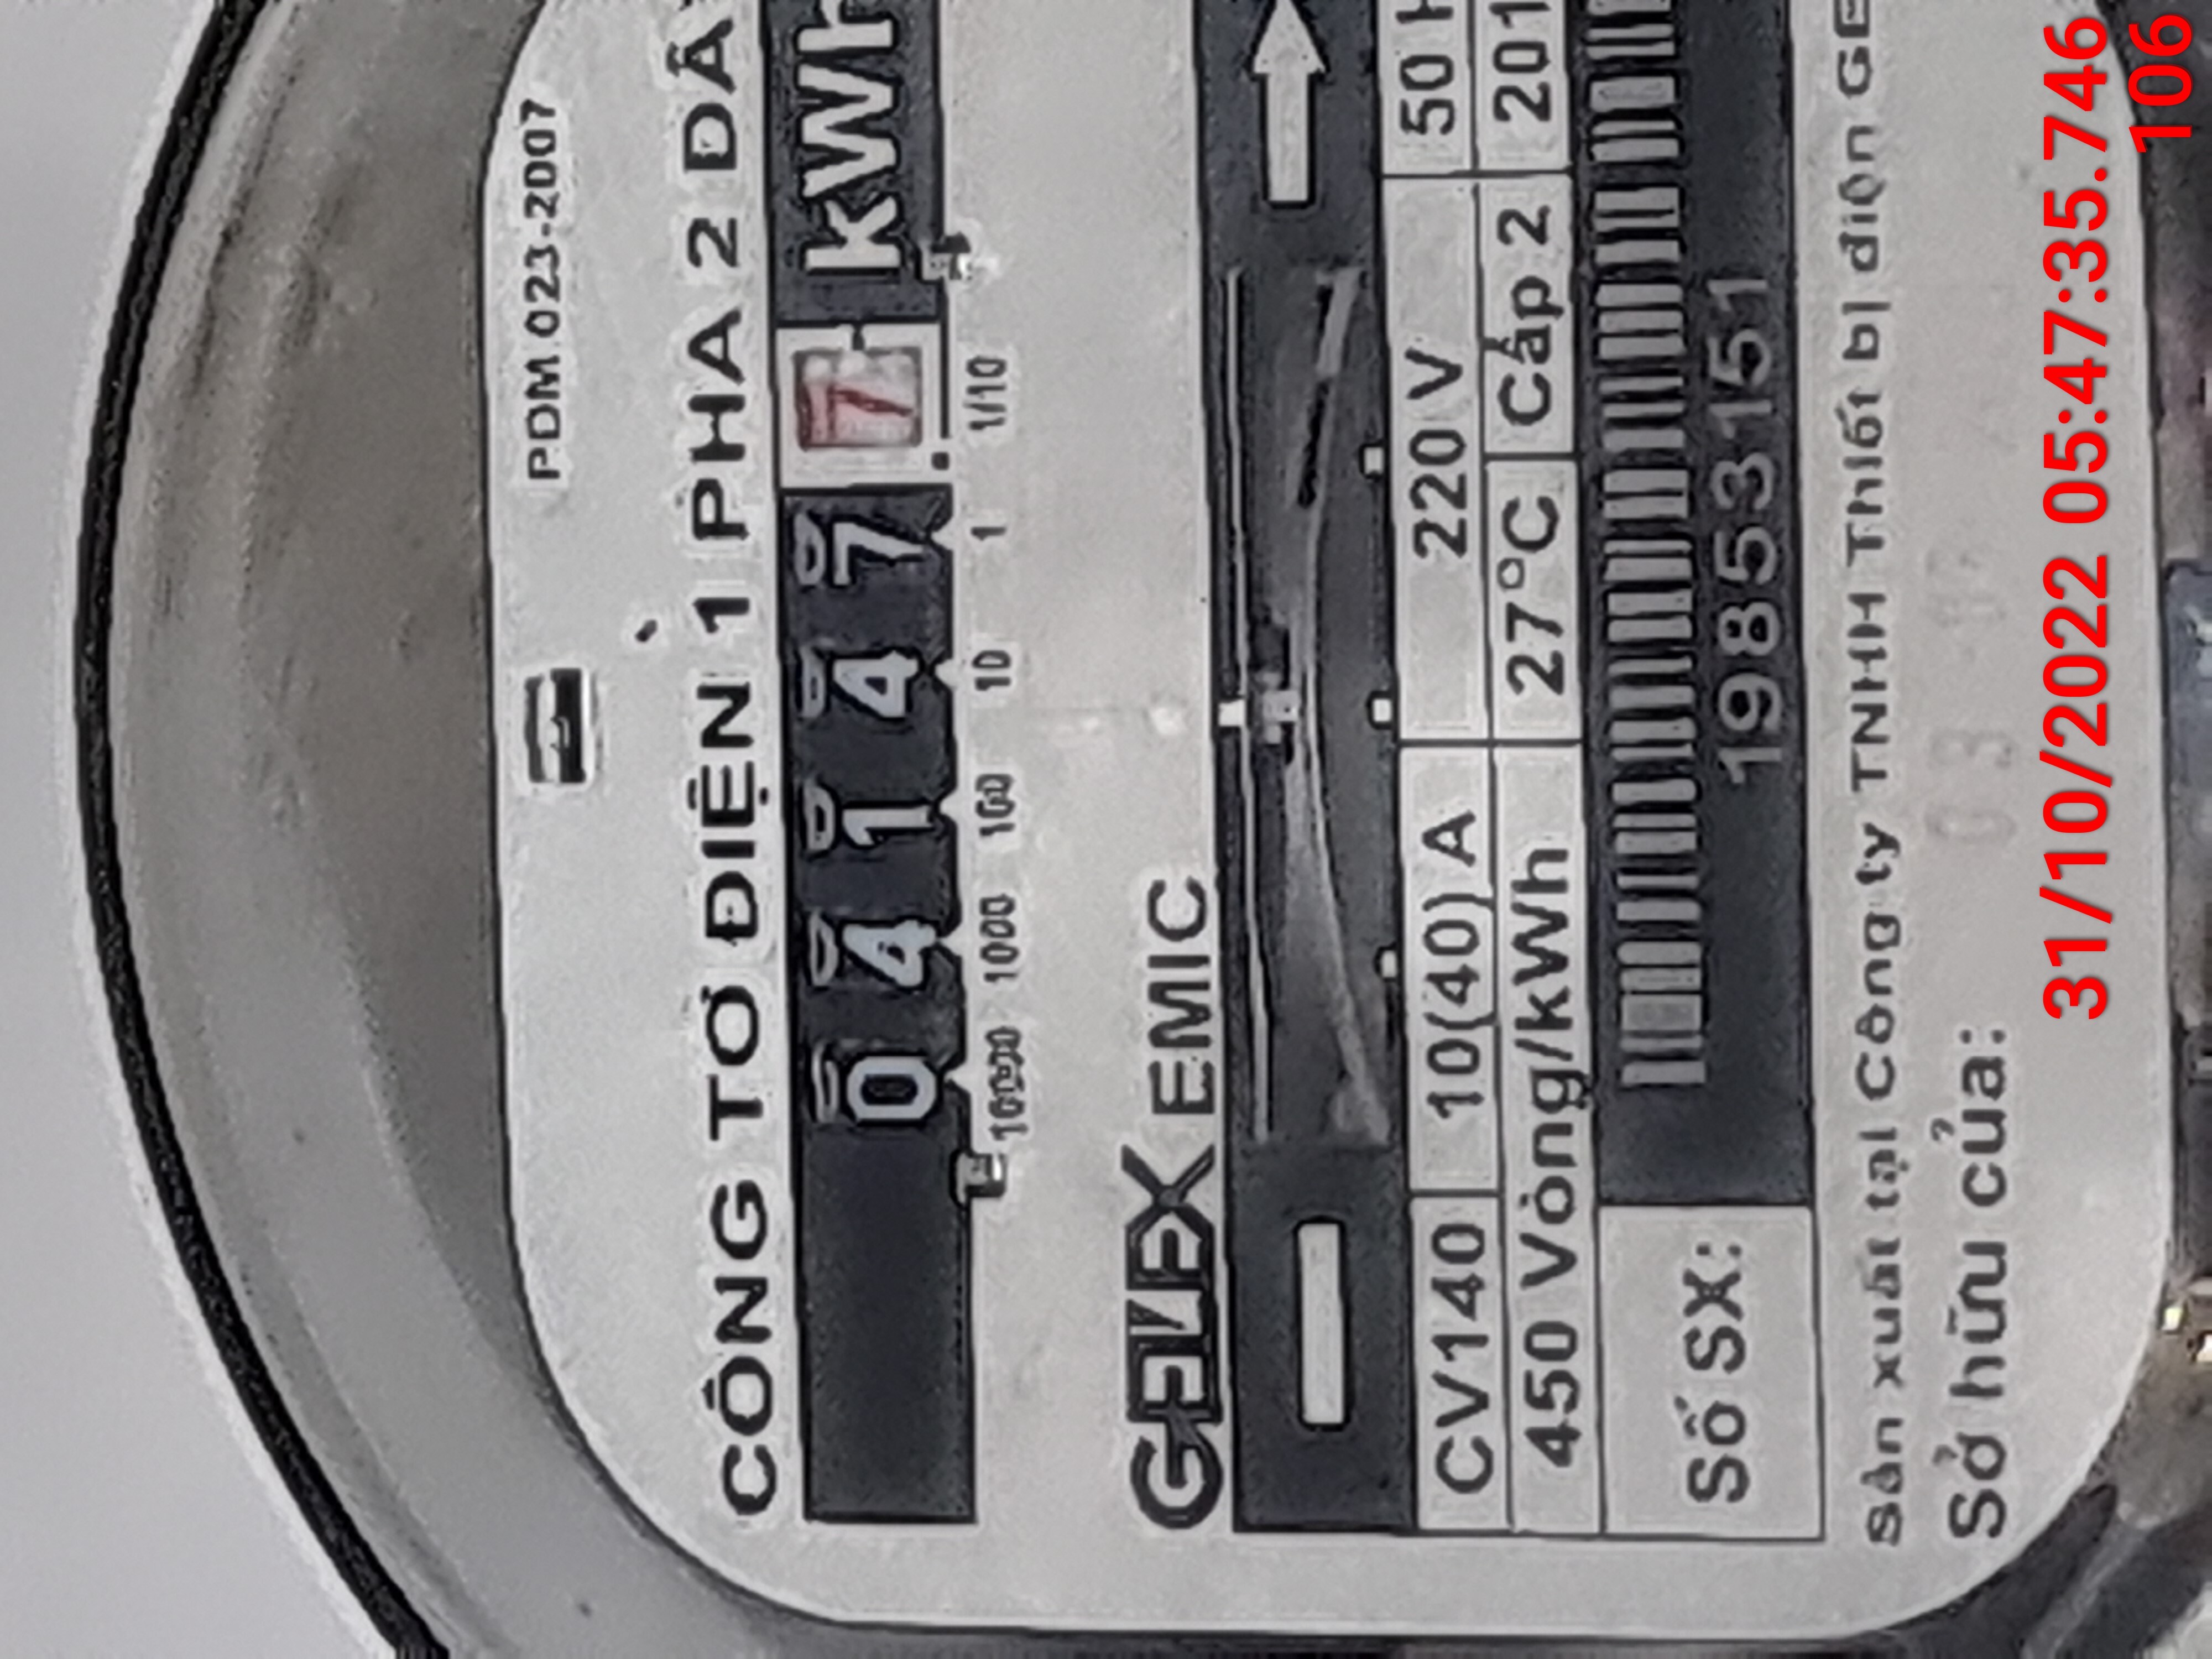 PDM 023-2007
CÔNG TƠ ĐIỆN 1 PHA 2 DÂY
0 4 1 4 7 7 kWh
10000 1000 100 10 1 1/10
GELEX EMIC
CV140 10(40) A 220 V 50 H
450 Vòng/kWh 27°C Cấp 2 201
Số SX: 19853151
Sản xuất tại Công ty TNHH Thiết bị điện GE
Sở hữu của:
31/10/2022 05:47:35.746
106